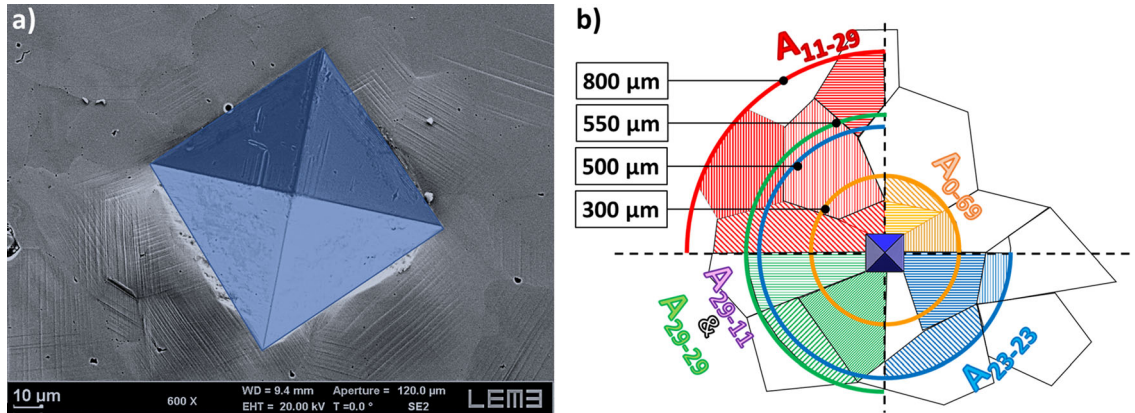 a)
10 μm
600 X
WD = 9.4 mm
Aperture = 120.0 μm
EHT = 20.00 kV
T =0.0 °
SE2
LEM3
b)
A11-29
800 μm
550 μm
500 μm
300 μm
A0-69
A29-11
&
A29-29
A23-23